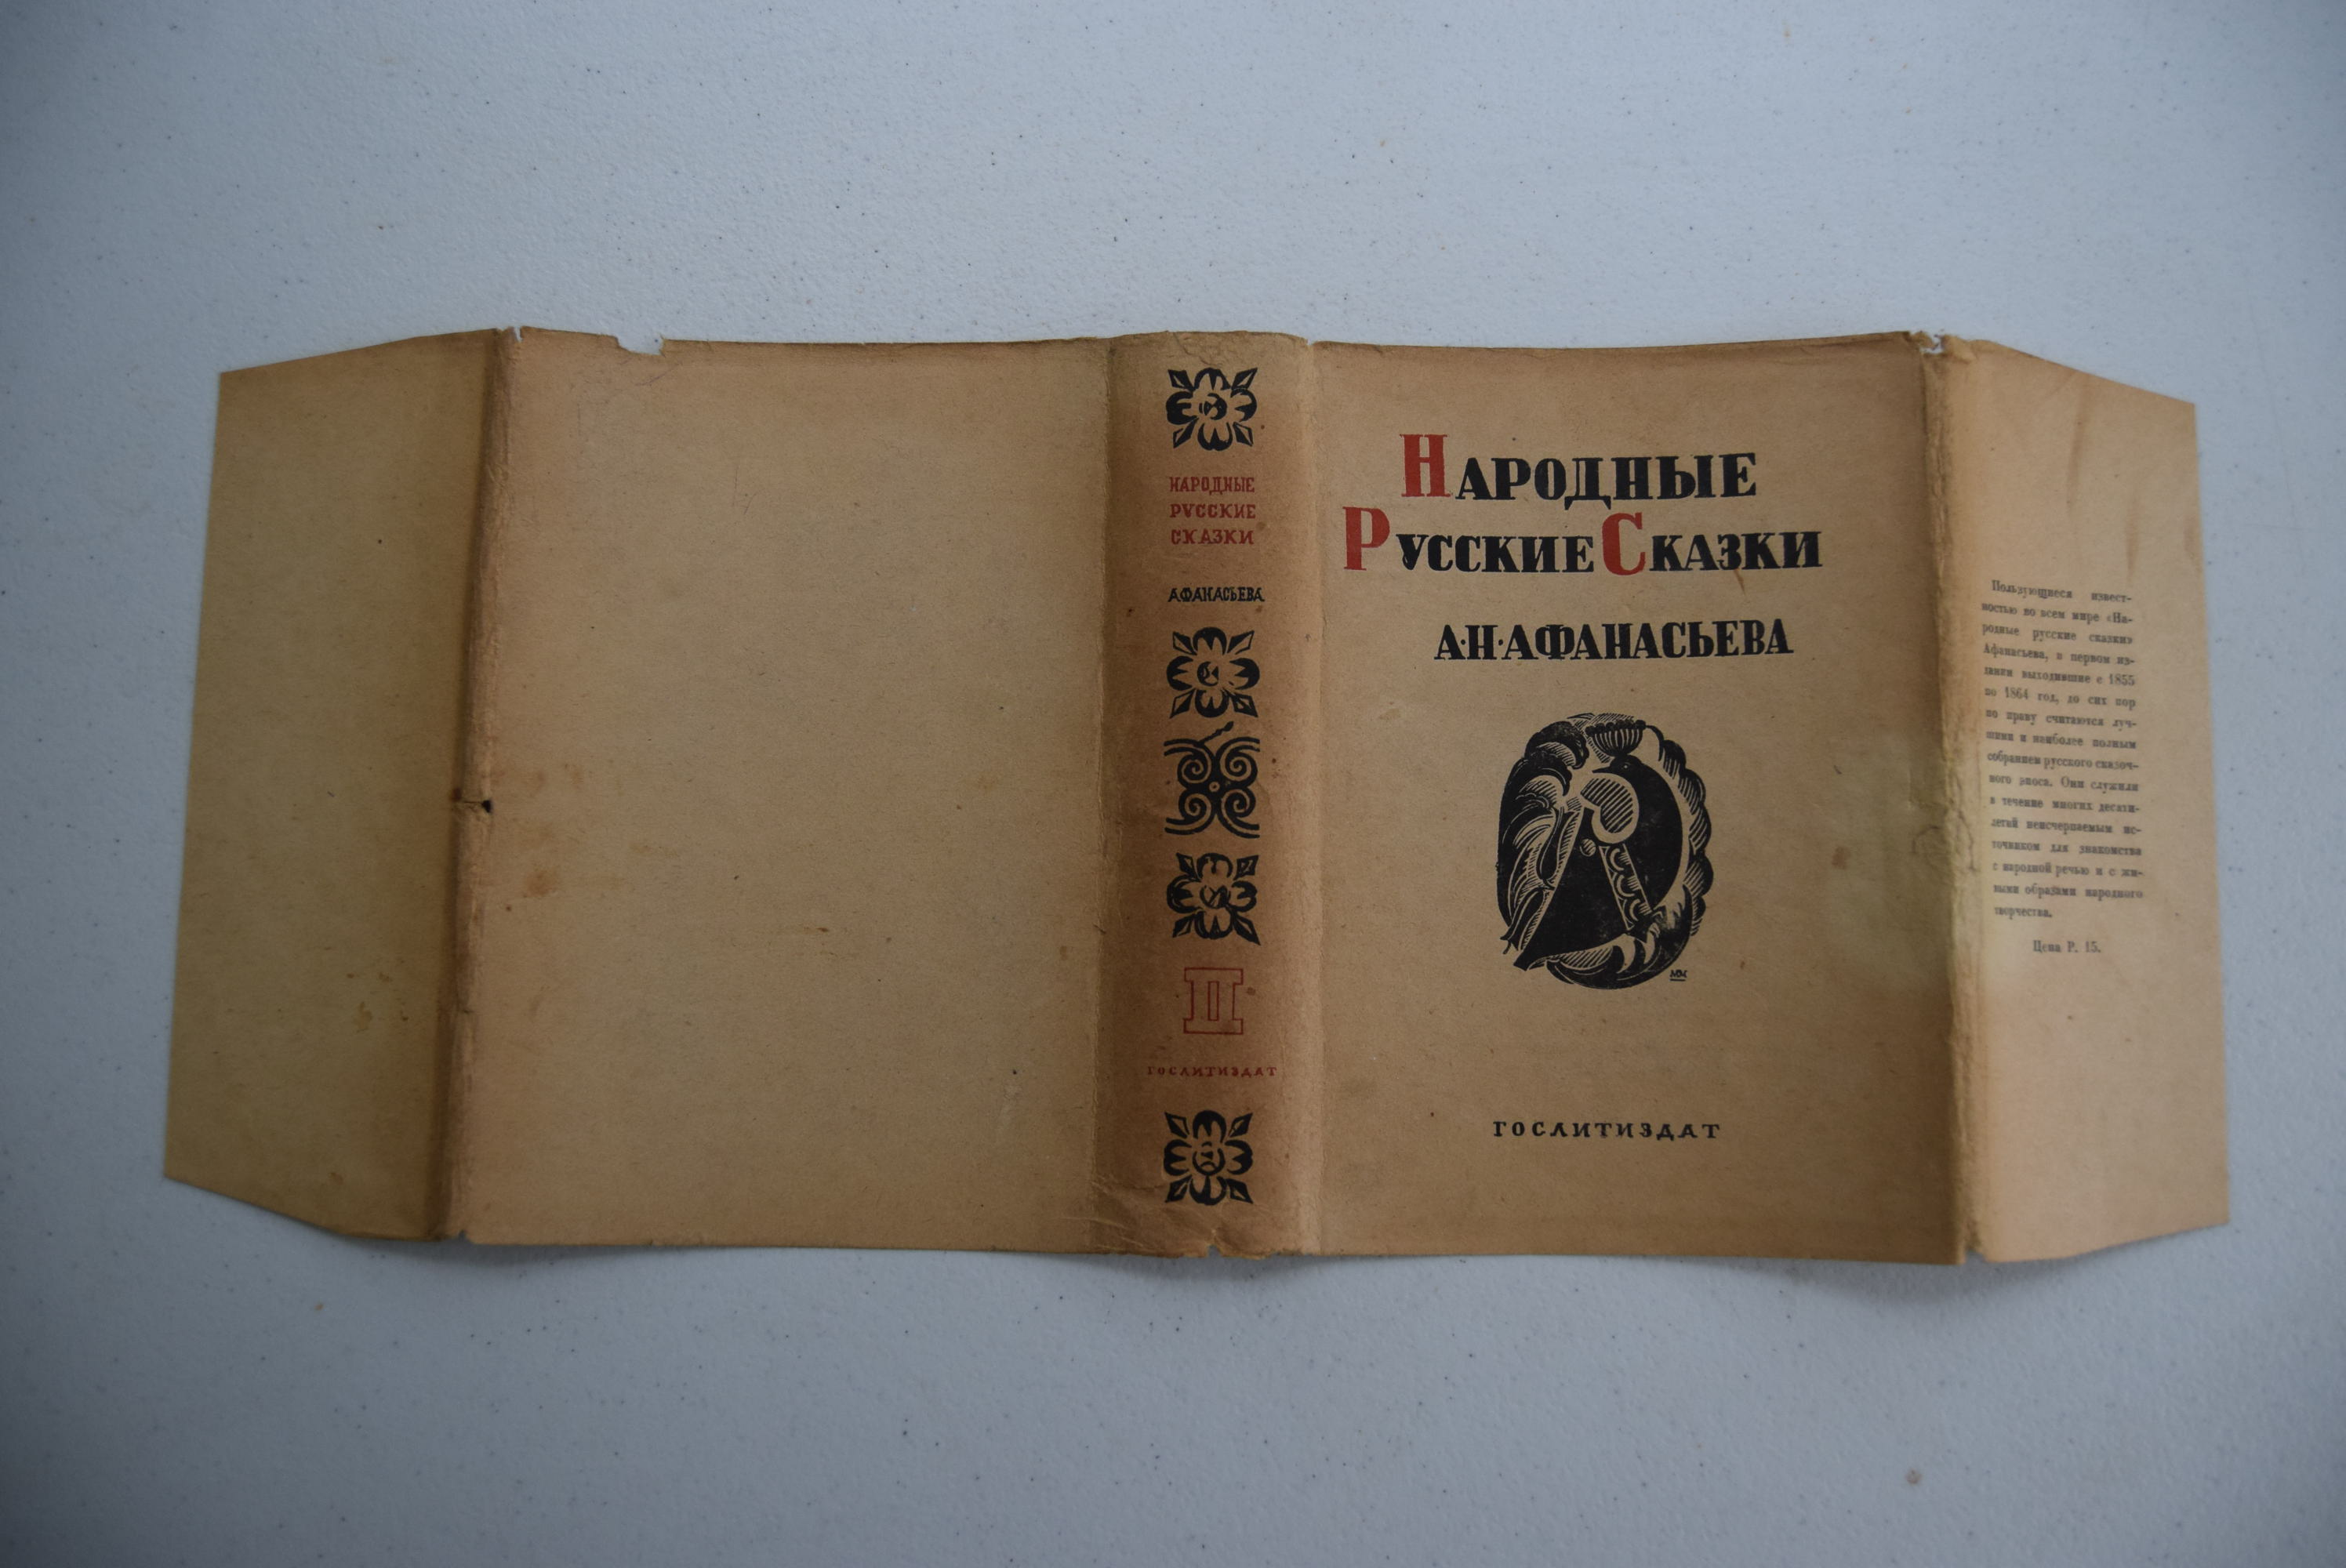 НАРОДНЫЕ
РУССКИЕ
СКАЗКИ
АФАНАСЬЕВА
II
ГОСЛИТИЗДАТ
НАРОДНЫЕ
РУССКИЕ СКАЗКИ
А·Н·АФАНАСЬЕВА
ММ
ГОСЛИТИЗДАТ
Пользующиеся извест-
ностью во всем мире «На-
родные русские сказки»
Афанасьева, в первом из-
дании выходившие с 1855
по 1864 год, до сих пор
по праву считаются луч-
шими и наиболее полным
собранием русского сказоч-
ного эпоса. Они служили
в течение многих десяти-
летий неисчерпаемым ис-
точником для знакомства
с народной речью и с жи-
выми образами народного
творчества.
Цена Р. 15.